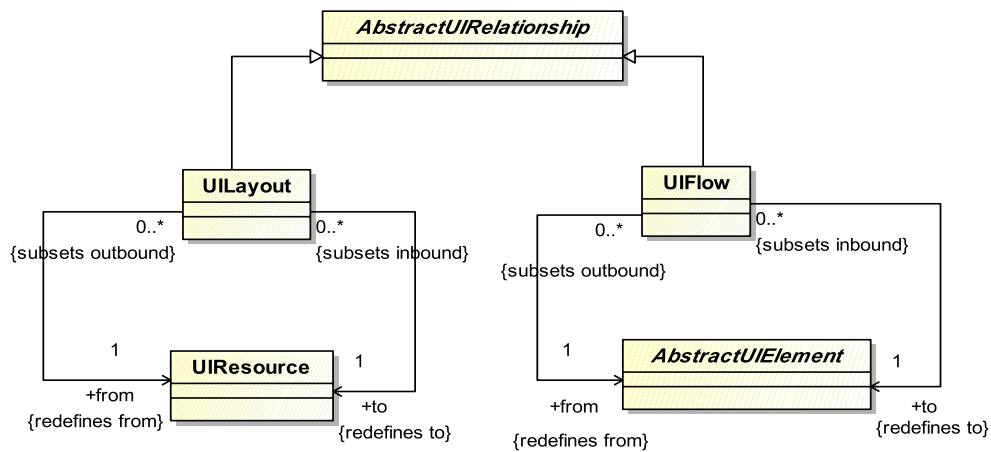 AbstractUIRelationship
UILayout
UIFlow
0..*
0..*
{subsets outbound}
{subsets inbound}
0..*
0..*
{subsets inbound}
{subsets outbound}
1
UIResource
1
+from
{redefines from}
+to
{redefines to}
1
AbstractUIElement
1
+from
{redefines from}
+to
{redefines to}